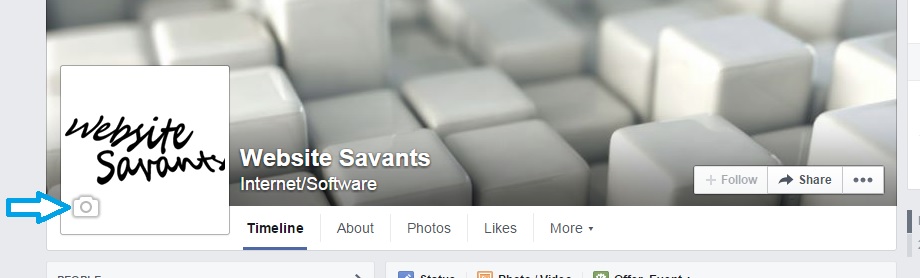 Website
Savants
Website Savants
Internet/Software
+ Follow
Share
Timeline
About
Photos
Likes
More
PEOPLE
Status
Photo / Video
Offer, Event +